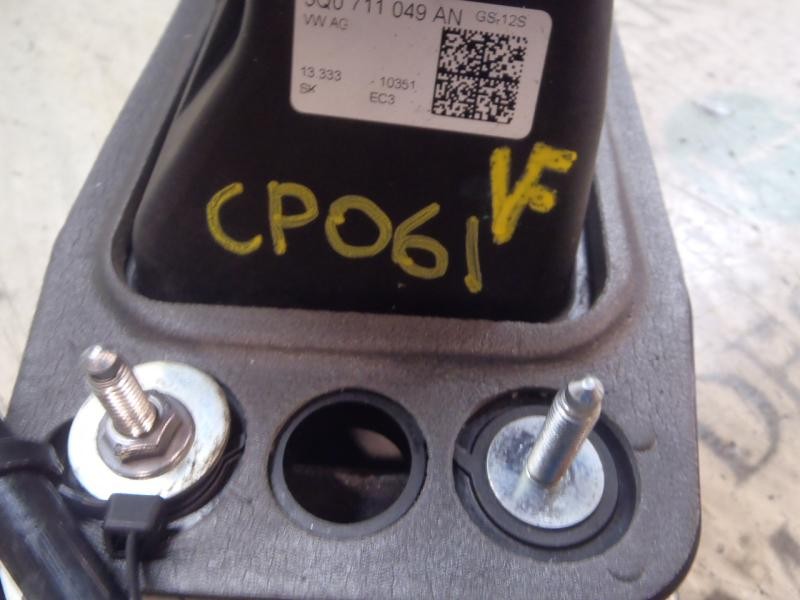 5Q0 711 049 AN GS-12S
VW AG
13.333 10351
SK EC3
CP061
VF